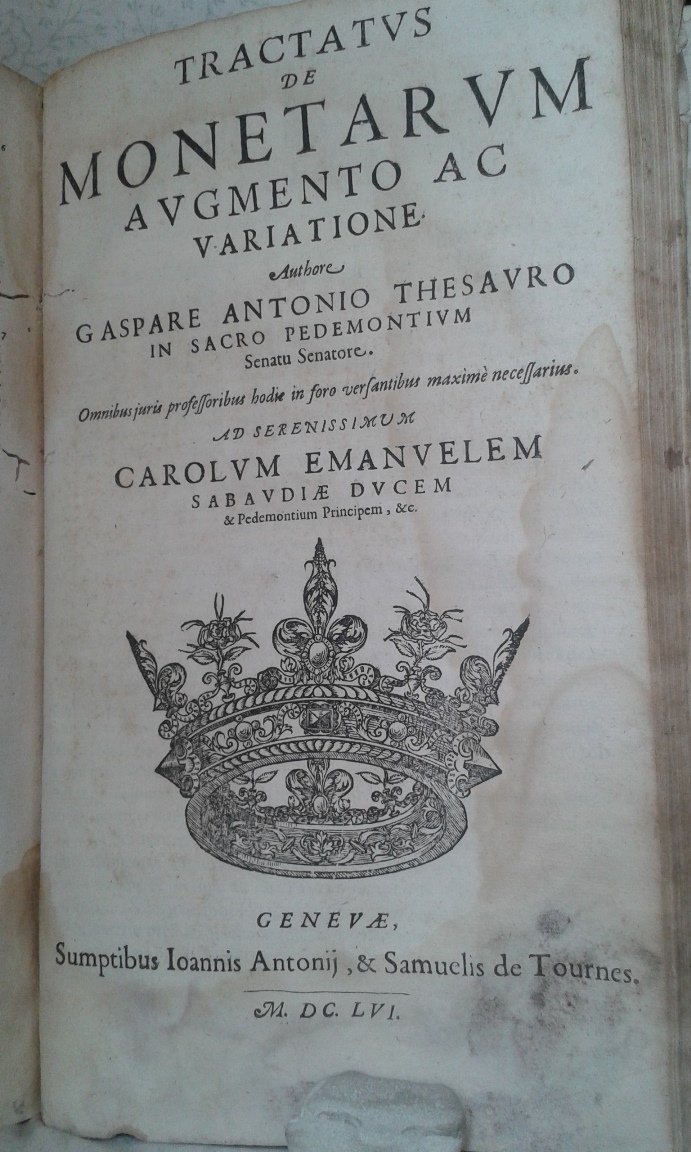 TRACTATVS
DE
MONETARVM
AVGMENTO AC
VARIATIONE.
Authore
GASPARE ANTONIO THESAVRO
IN SACRO PEDEMONTIVM
Senatu Senatore.
Omnibus juris professoribus hodie in foro versantibus maximè necessarius.
AD SERENISSIMUM
CAROLVM EMANVELEM
SABAVDIÆ DVCEM
& Pedemontium Principem, &c.
GENEVÆ,
Sumptibus Ioannis Antonij, & Samuelis de Tournes.
M. DC. LVI.